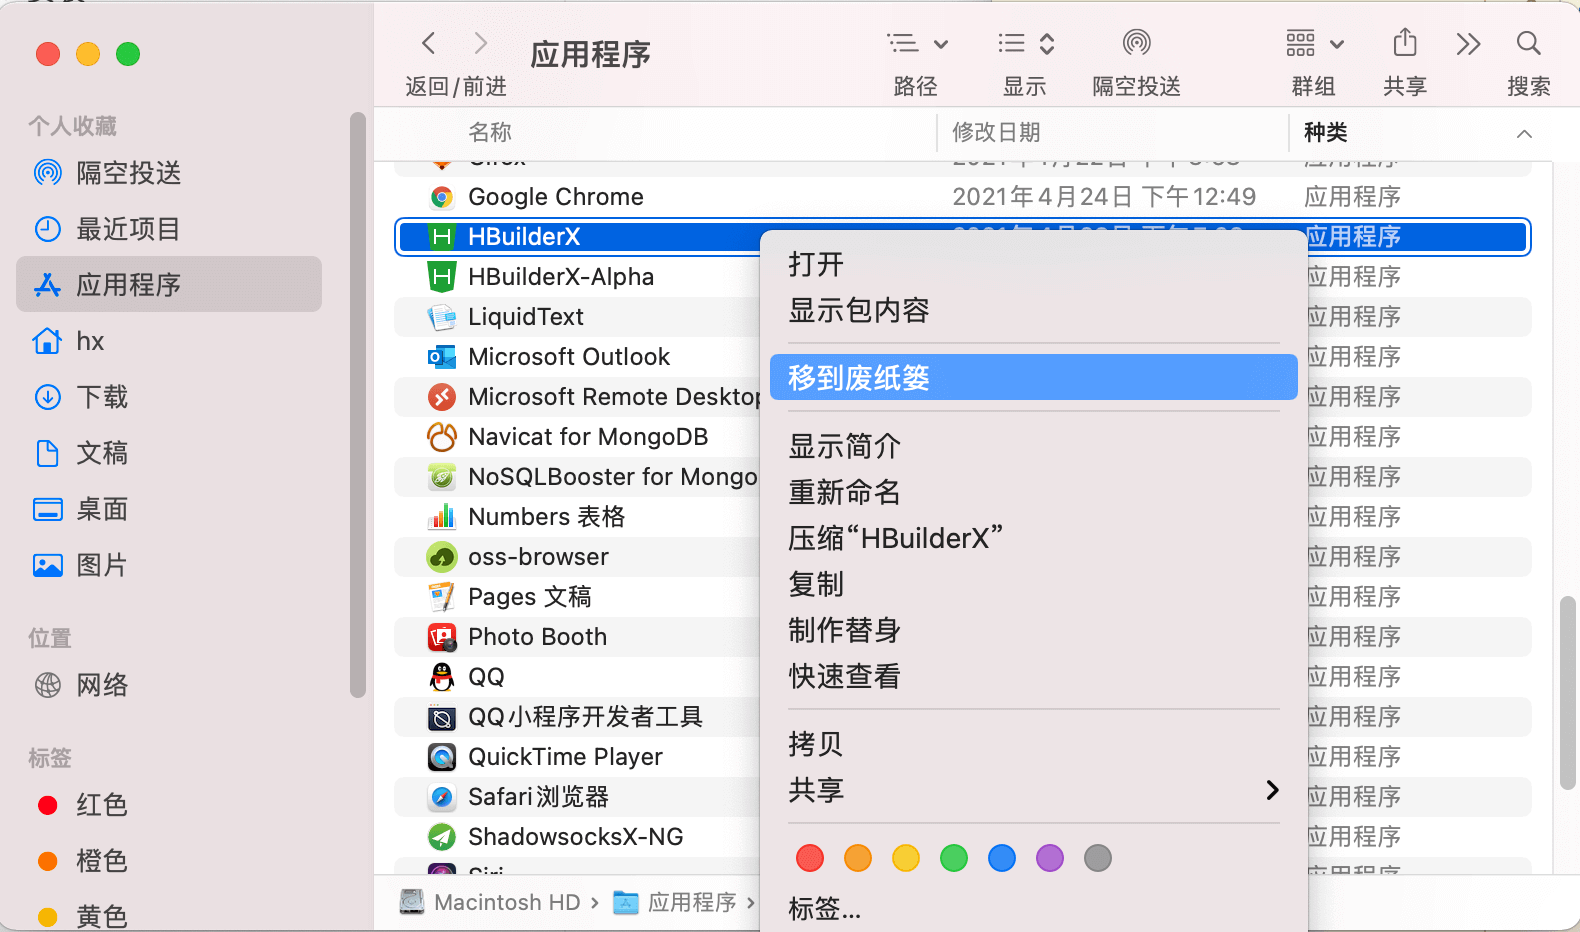 返回/前进
应用程序
路径
显示
隔空投送
群组
共享
搜索
个人收藏
隔空投送
最近项目
应用程序
hx
下载
文稿
桌面
图片
位置
网络
标签
红色
橙色
黄色
名称
修改日期
种类
Google Chrome
2021年4月24日 下午12:49
应用程序
HBuilderX
应用程序
HBuilderX-Alpha
应用程序
LiquidText
应用程序
Microsoft Outlook
应用程序
Microsoft Remote Desktop
应用程序
Navicat for MongoDB
应用程序
NoSQLBooster for Mongo
应用程序
Numbers 表格
应用程序
oss-browser
应用程序
Pages 文稿
应用程序
Photo Booth
应用程序
QQ
应用程序
QQ小程序开发者工具
应用程序
QuickTime Player
应用程序
Safari浏览器
应用程序
ShadowsocksX-NG
应用程序
Siri
应用程序
Macintosh HD › 应用程序 ›
打开
显示包内容
移到废纸篓
显示简介
重新命名
压缩“HBuilderX”
复制
制作替身
快速查看
拷贝
共享
标签...